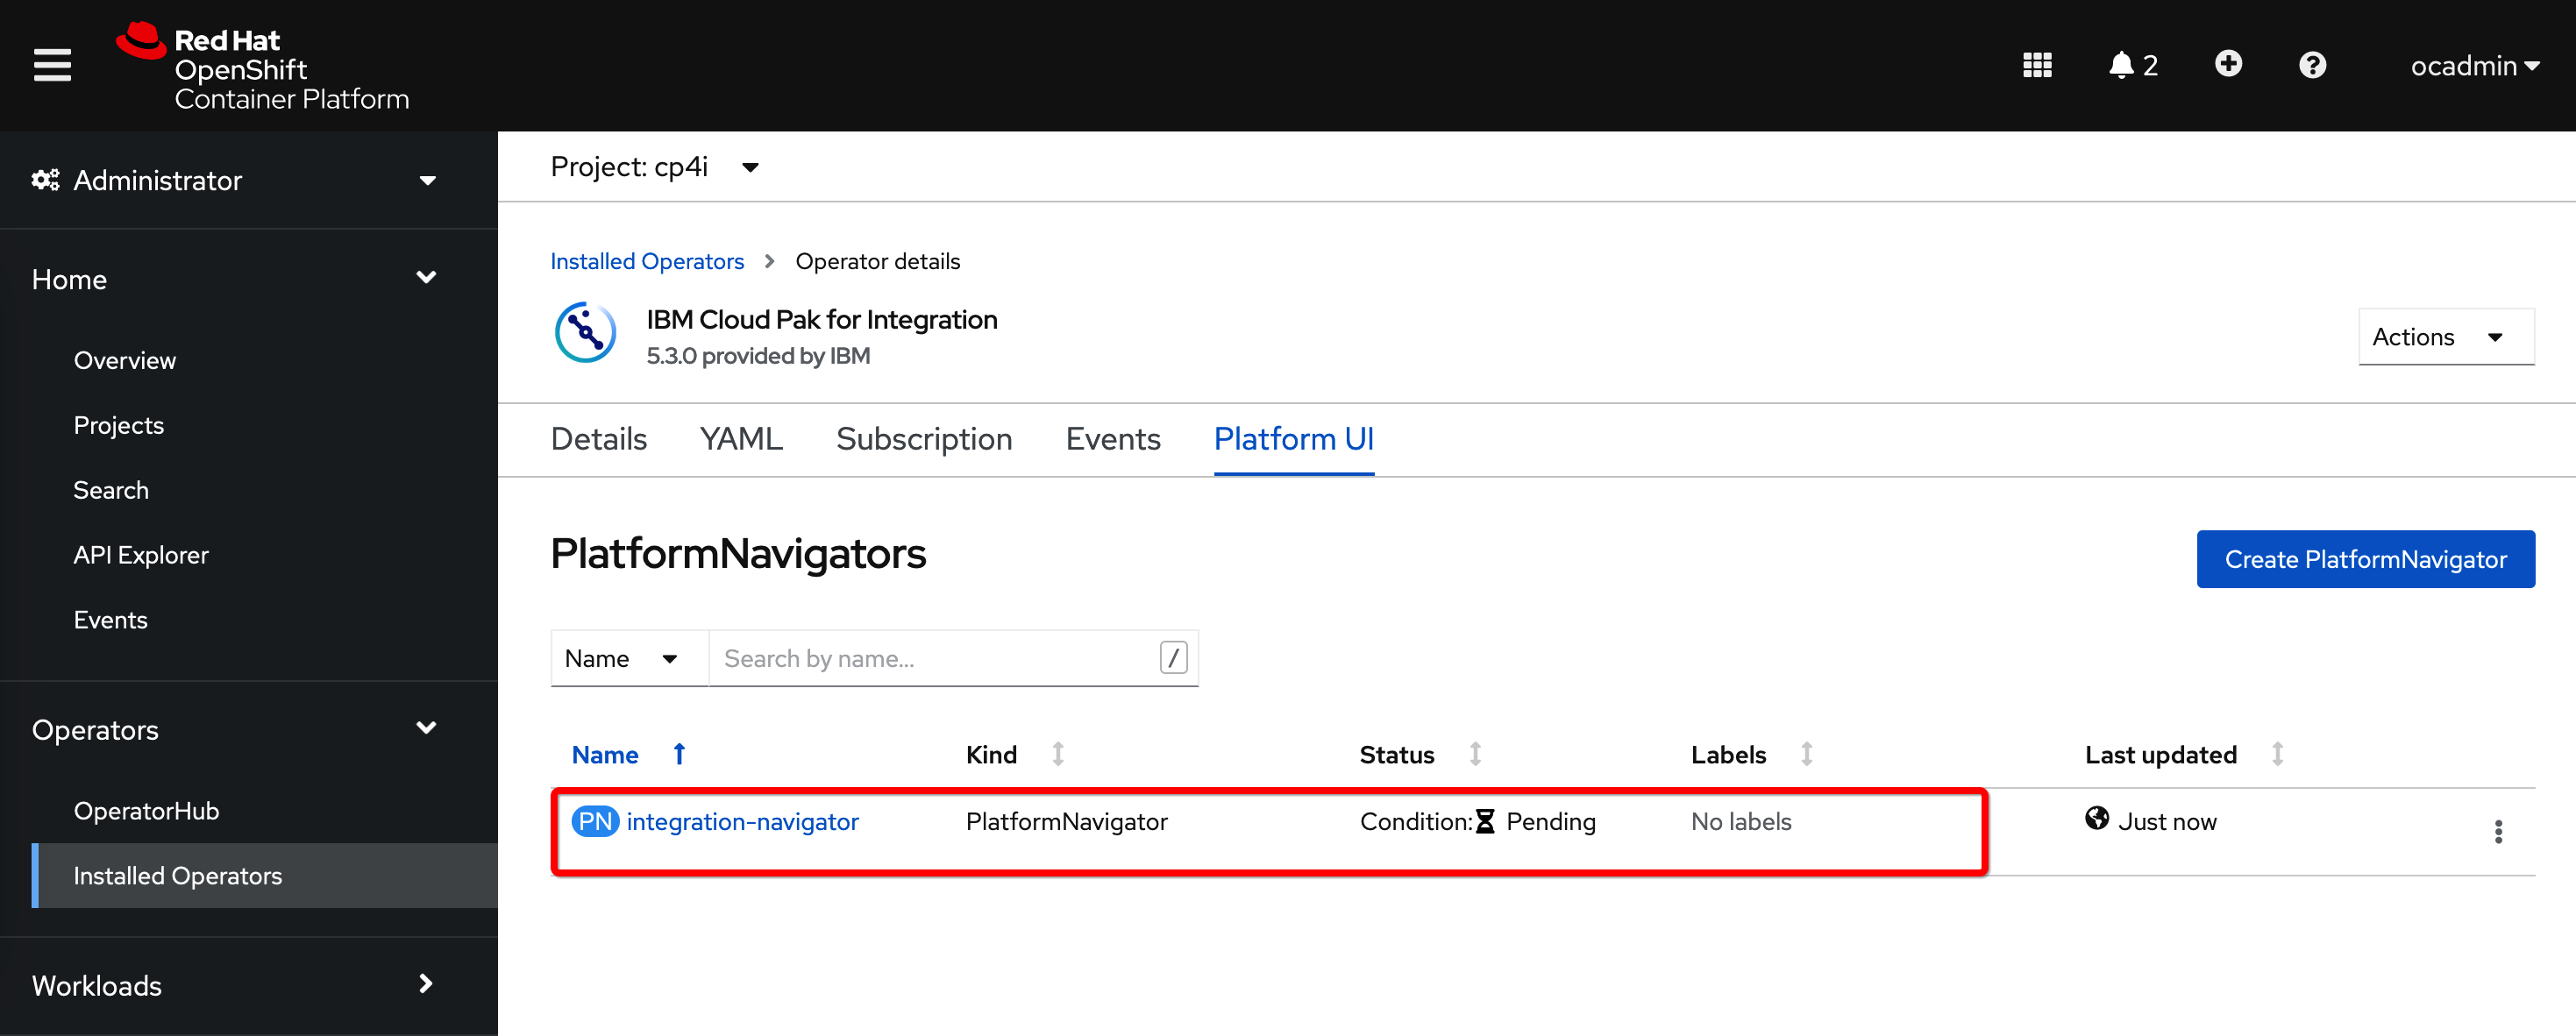 Red Hat
OpenShift
Container Platform
2
ocadmin
Administrator
Home
Overview
Projects
Search
API Explorer
Events
Operators
OperatorHub
Installed Operators
Workloads
Project: cp4i
Installed Operators Operator details
IBM Cloud Pak for Integration
5.3.0 provided by IBM
Actions
Details YAML Subscription Events Platform UI
PlatformNavigators
Create PlatformNavigator
Name Search by name... /
Name Kind Status Labels Last updated
PN integration-navigator PlatformNavigator Condition: Pending No labels Just now